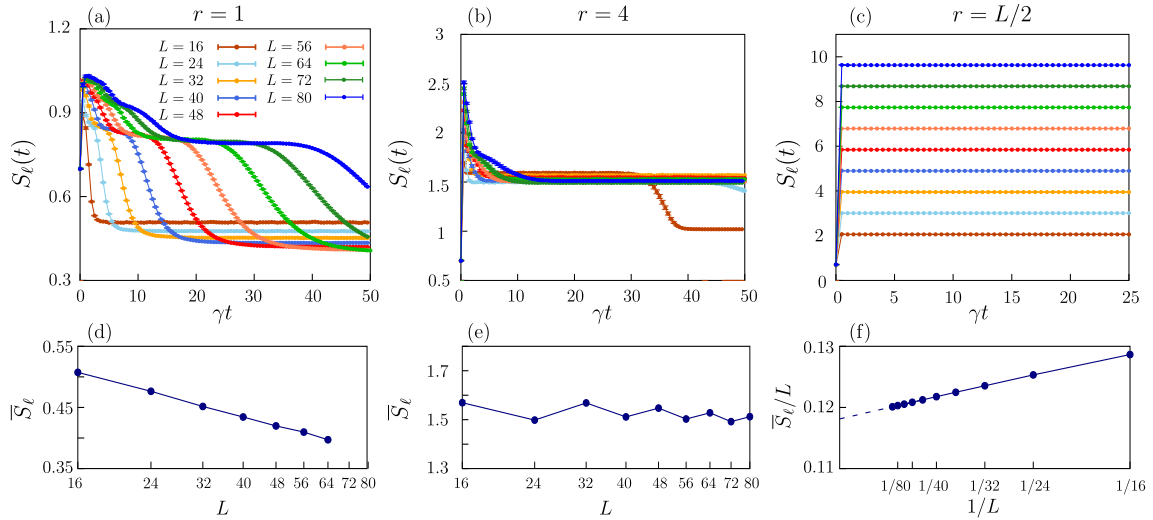 (a) r = 1
(b) r = 4
(c) r = L/2
1.2
0.9
0.6
0.3
S_ℓ(t)
L = 16
L = 24
L = 32
L = 40
L = 48
L = 56
L = 64
L = 72
L = 80
0 10 20 30 40 50
γt
3
2.5
2
1.5
1
0.5
S_ℓ(t)
0 10 20 30 40 50
γt
10
8
6
4
2
0
S_ℓ(t)
0 5 10 15 20 25
γt
(d)
0.55
0.45
0.35
S̅_ℓ
16 24 32 40 48 56 64 72 80
L
(e)
1.7
1.5
1.3
S̅_ℓ
16 24 32 40 48 56 64 72 80
L
(f)
0.13
0.12
0.11
S̅_ℓ/L
1/80 1/40 1/32 1/24 1/16
1/L